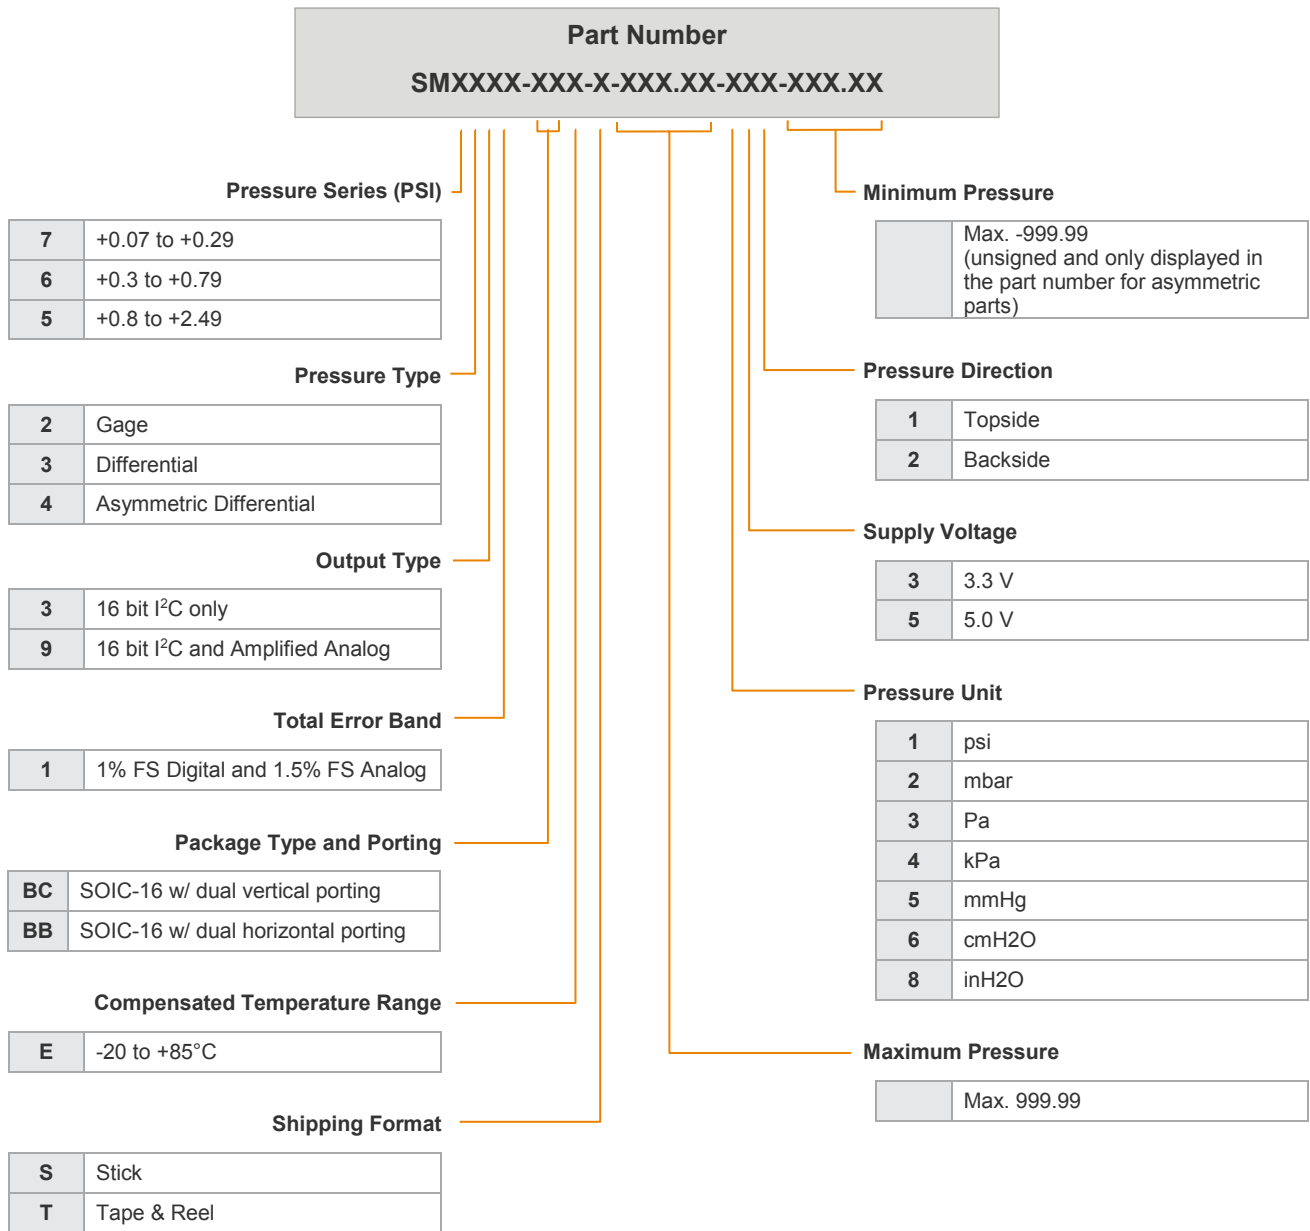 Part Number
SMXXXX-XXX-X-XXX.XX-XXX-XXX.XX
Pressure Series (PSI)
7 +0.07 to +0.29
6 +0.3 to +0.79
5 +0.8 to +2.49
Pressure Type
2 Gage
3 Differential
4 Asymmetric Differential
Output Type
3 16 bit I²C only
9 16 bit I²C and Amplified Analog
Total Error Band
1 1% FS Digital and 1.5% FS Analog
Package Type and Porting
BC SOIC-16 w/ dual vertical porting
BB SOIC-16 w/ dual horizontal porting
Compensated Temperature Range
E -20 to +85°C
Shipping Format
S Stick
T Tape & Reel
Minimum Pressure
Max. -999.99
(unsigned and only displayed in
the part number for asymmetric
parts)
Pressure Direction
1 Topside
2 Backside
Supply Voltage
3 3.3 V
5 5.0 V
Pressure Unit
1 psi
2 mbar
3 Pa
4 kPa
5 mmHg
6 cmH2O
8 inH2O
Maximum Pressure
Max. 999.99